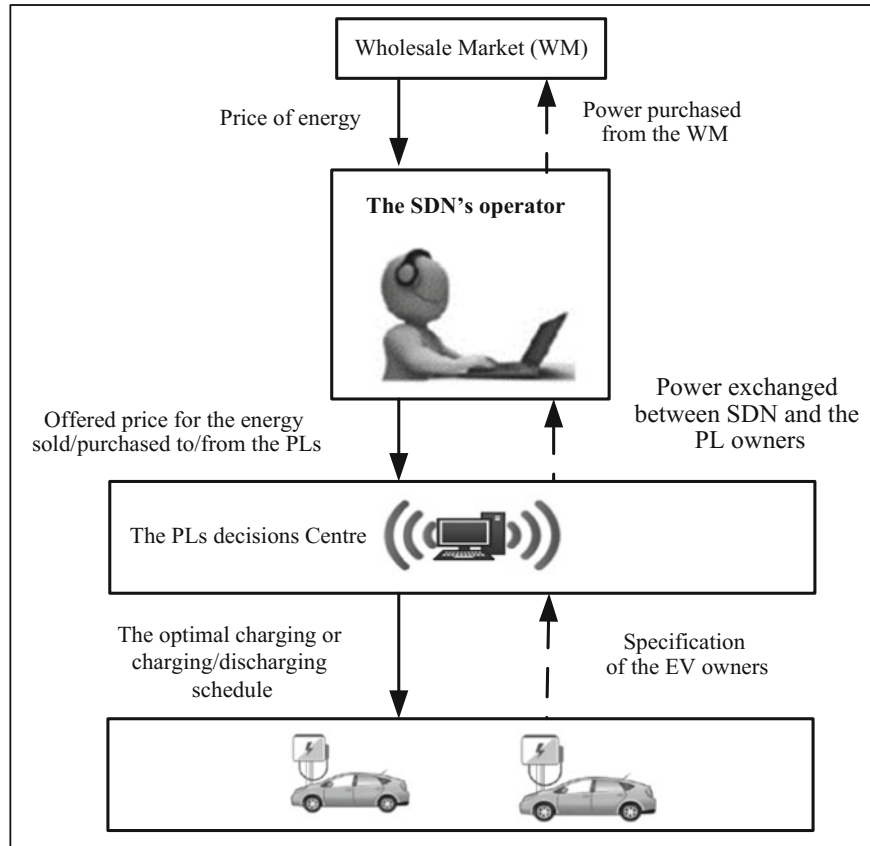 Wholesale Market (WM)
Price of energy
Power purchased
from the WM
The SDN's operator
Offered price for the energy
sold/purchased to/from the PLs
Power exchanged
between SDN and the
PL owners
The PLs decisions Centre
The optimal charging or
charging/discharging
schedule
Specification
of the EV owners